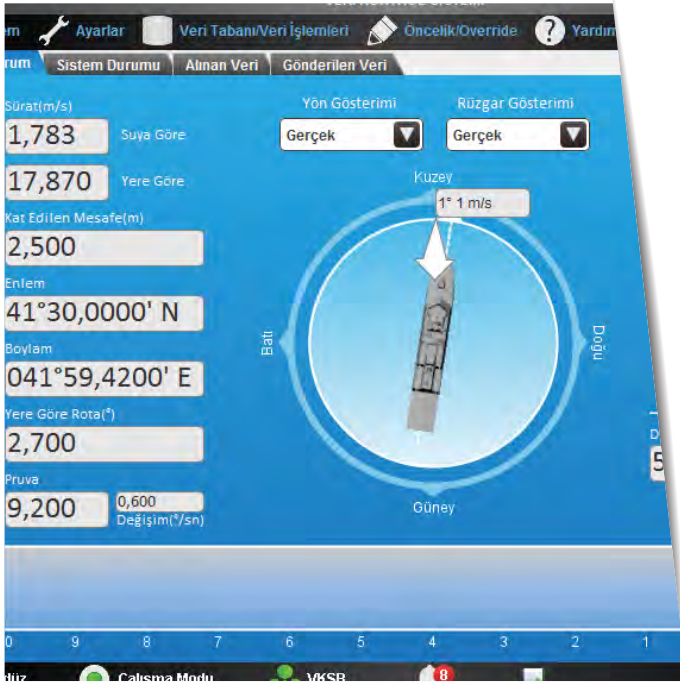 Ayarlar Veri Tabanı/Veri İşlemleri Öncelik/Override ? Yardım
Sistem Durumu Alınan Veri Gönderilen Veri
Sürat(m/s)
Yön Gösterimi Rüzgar Gösterimi
1,783 Suya Göre
Gerçek Gerçek
17,870 Yere Göre
Kuzey
1° 1 m/s
Kat Edilen Mesafe(m)
2,500
Enlem
41°30,0000' N
Batı
Doğu
Boylam
041°59,4200' E
Yere Göre Rota(°)
2,700
Pruva
9,200 0,600
Değişim(°/sn)
Güney
5
0 9 8 7 6 5 4 3 2 1
Çalışma Modu VKSB 8